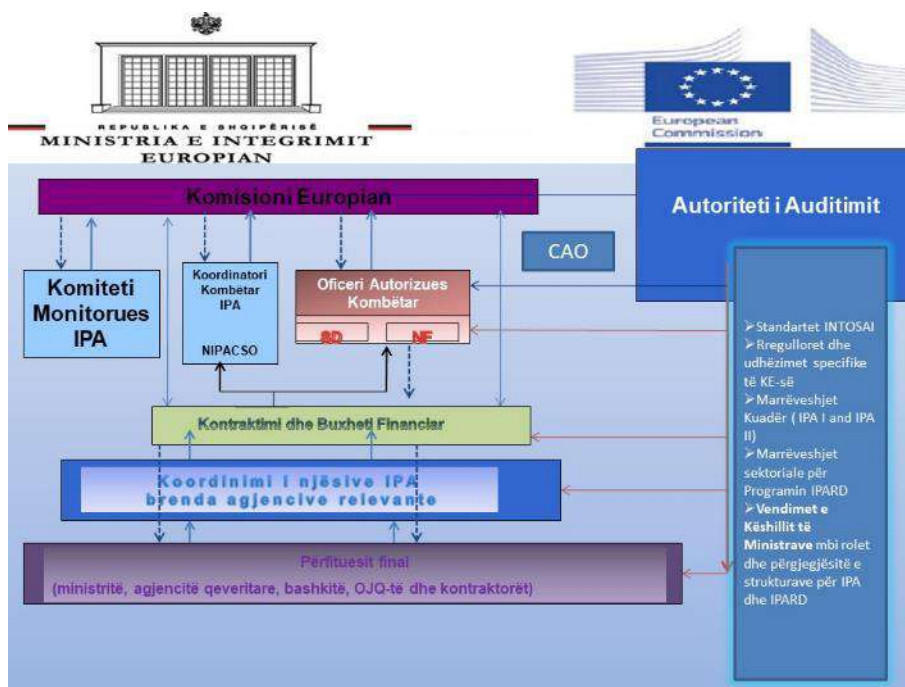 REPUBLIKA E SHQIPËRISË
MINISTRIA E INTEGRIMIT
EUROPIAN
European
Commission
Komisioni Europian
Autoriteti i Auditimit
CAO
Komiteti
Monitorues
IPA
Koordinatori
Kombëtar
IPA
NIPACSO
Oficeri Autorizues
Kombëtar
SD
NF
Kontraktimi dhe Buxheti Financiar
Koordinimi i njësive IPA
brenda agjencive relevante
Përfituesit final
(ministritë, agjencitë qeveritare, bashkitë, OJQ-të dhe kontraktorët)
➢Standartet INTOSAI
➢Rregulloret dhe
udhëzimet specifike
të KE-së
➢Marrëveshjet
Kuadër ( IPA I and IPA
II)
➢Marrëveshjet
sektoriale për
Programin IPARD
➢Vendimet e
Këshillit të
Ministrave mbi rolet
dhe përgjegjësitë e
strukturave për IPA
dhe IPARD